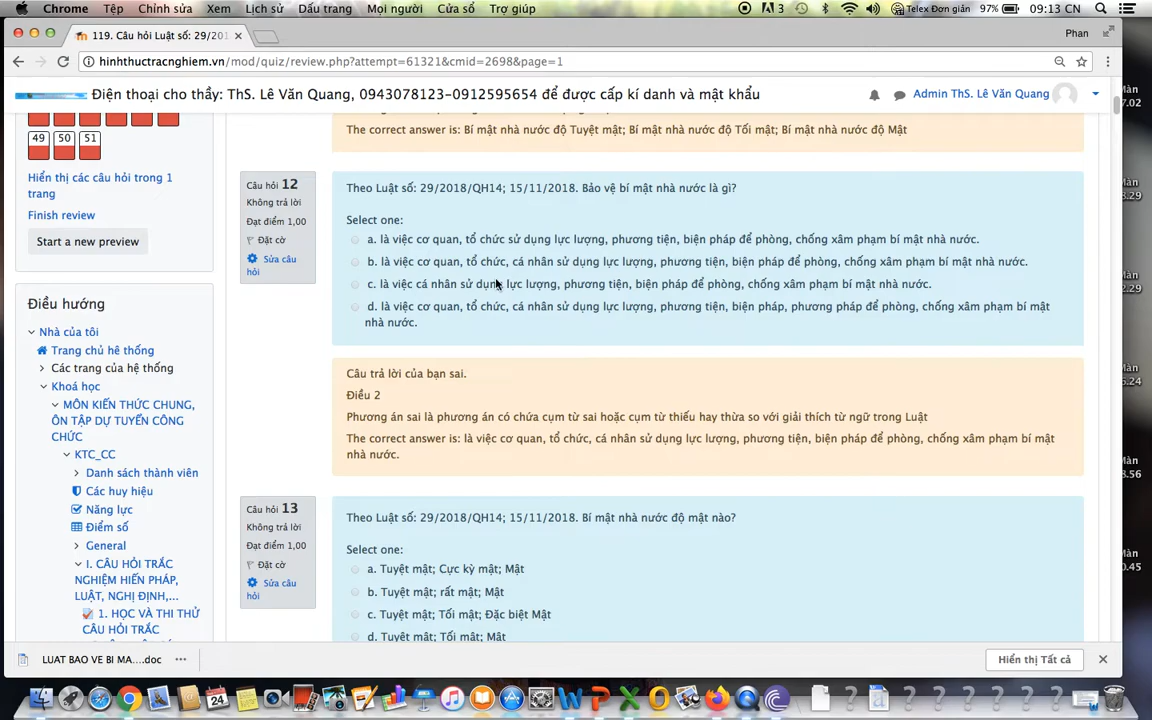 Chrome Tệp Chỉnh sửa Xem Lịch sử Dấu trang Mọi người Cửa sổ Trợ giúp 3 Telex Đơn giản 97% 09:13 CN
119. Câu hỏi Luật số: 29/201 Phan
hinhthuctracnghiem.vn/mod/quiz/review.php?attempt=61321&cmid=2698&page=1
Điện thoại cho thầy: ThS. Lê Văn Quang, 0943078123-0912595654 để được cấp kí danh và mật khẩu
Admin ThS. Lê Văn Quang
49 50 51
Hiển thị các câu hỏi trong 1
trang
Finish review
Start a new preview
Điều hướng
Nhà của tôi
Trang chủ hê thống
Các trang của hệ thống
Khoá học
MÔN KIẾN THỨC CHUNG,
ÔN TẬP DỰ TUYỂN CÔNG
CHỨC
KTC_CC
Danh sách thành viên
Các huy hiệu
Năng lực
Điểm số
General
I. CÂU HỎI TRẮC
NGHIỆM HIẾN PHÁP,
LUẬT, NGHỊ ĐỊNH,...
1. HỌC VÀ THI THỬ
CÂU HỎI TRẮC
The correct answer is: Bí mật nhà nước độ Tuyệt mật; Bí mật nhà nước độ Tối mật; Bí mật nhà nước độ Mật
Câu hỏi 12
Không trả lời
Đạt điểm 1,00
Đặt cờ
Sửa câu
hỏi
Theo Luật số: 29/2018/QH14; 15/11/2018. Bảo vệ bí mật nhà nước là gì?
Select one:
a. là việc cơ quan, tổ chức sử dụng lực lượng, phương tiện, biện pháp để phòng, chống xâm phạm bí mật nhà nước.
b. là việc cơ quan, tổ chức, cá nhân sử dụng lực lượng, phương tiện, biện pháp để phòng, chống xâm phạm bí mật nhà nước.
c. là việc cá nhân sử dụng lực lượng, phương tiện, biện pháp để phòng, chống xâm phạm bí mật nhà nước.
d. là việc cơ quan, tổ chức, cá nhân sử dụng lực lượng, phương tiện, biện pháp, phương pháp để phòng, chống xâm phạm bí mật
nhà nước.
Câu trả lời của bạn sai.
Điều 2
Phương án sai là phương án có chứa cụm từ sai hoặc cụm từ thiếu hay thừa so với giải thích từ ngữ trong Luật
The correct answer is: là việc cơ quan, tổ chức, cá nhân sử dụng lực lượng, phương tiện, biện pháp để phòng, chống xâm phạm bí mật
nhà nước.
Câu hỏi 13
Không trả lời
Đạt điểm 1,00
Đặt cờ
Sửa câu
hỏi
Theo Luật số: 29/2018/QH14; 15/11/2018. Bí mật nhà nước độ mật nào?
Select one:
a. Tuyệt mật; Cực kỳ mật; Mật
b. Tuyệt mật; rất mật; Mật
c. Tuyệt mật; Tối mật; Đặc biệt Mật
d. Tuyệt mật; Tối mật; Mật
LUAT BAO VE BI MA....doc
Hiển thị Tất cả